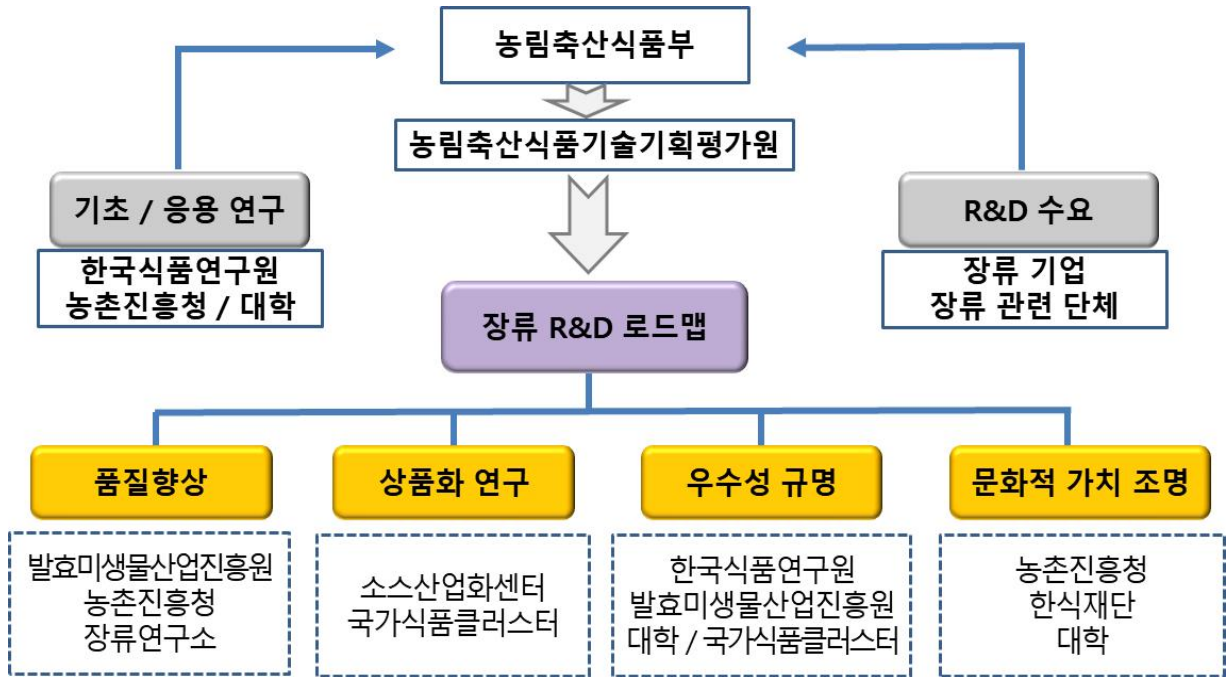 농림축산식품부
농림축산식품기술기획평가원
기초 / 응용 연구
한국식품연구원
농촌진흥청 / 대학
R&D 수요
장류 기업
장류 관련 단체
장류 R&D 로드맵
품질향상
발효미생물산업진흥원
농촌진흥청
장류연구소
상품화 연구
소스산업화센터
국가식품클러스터
우수성 규명
한국식품연구원
발효미생물산업진흥원
대학 / 국가식품클러스터
문화적 가치 조명
농촌진흥청
한식재단
대학